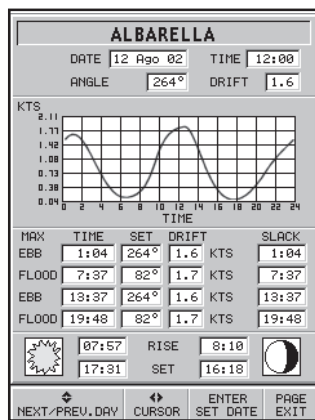 ALBARELLA
DATE 12 Ago 02 TIME 12:00
ANGLE 264° DRIFT 1.6
KTS
2.11
1.77
1.42
1.08
0.73
0.38
0.04
0 2 4 6 8 10 12 13 14 16 18 20 22 24
TIME
MAX TIME SET DRIFT SLACK
EBB 1:04 264° 1.6 KTS 1:04
FLOOD 7:37 82° 1.7 KTS 7:37
EBB 13:37 264° 1.6 KTS 13:37
FLOOD 19:48 82° 1.7 KTS 19:48
07:57 RISE 8:10
17:31 SET 16:18
NEXT/PREV.DAY CURSOR ENTER SET DATE PAGE EXIT